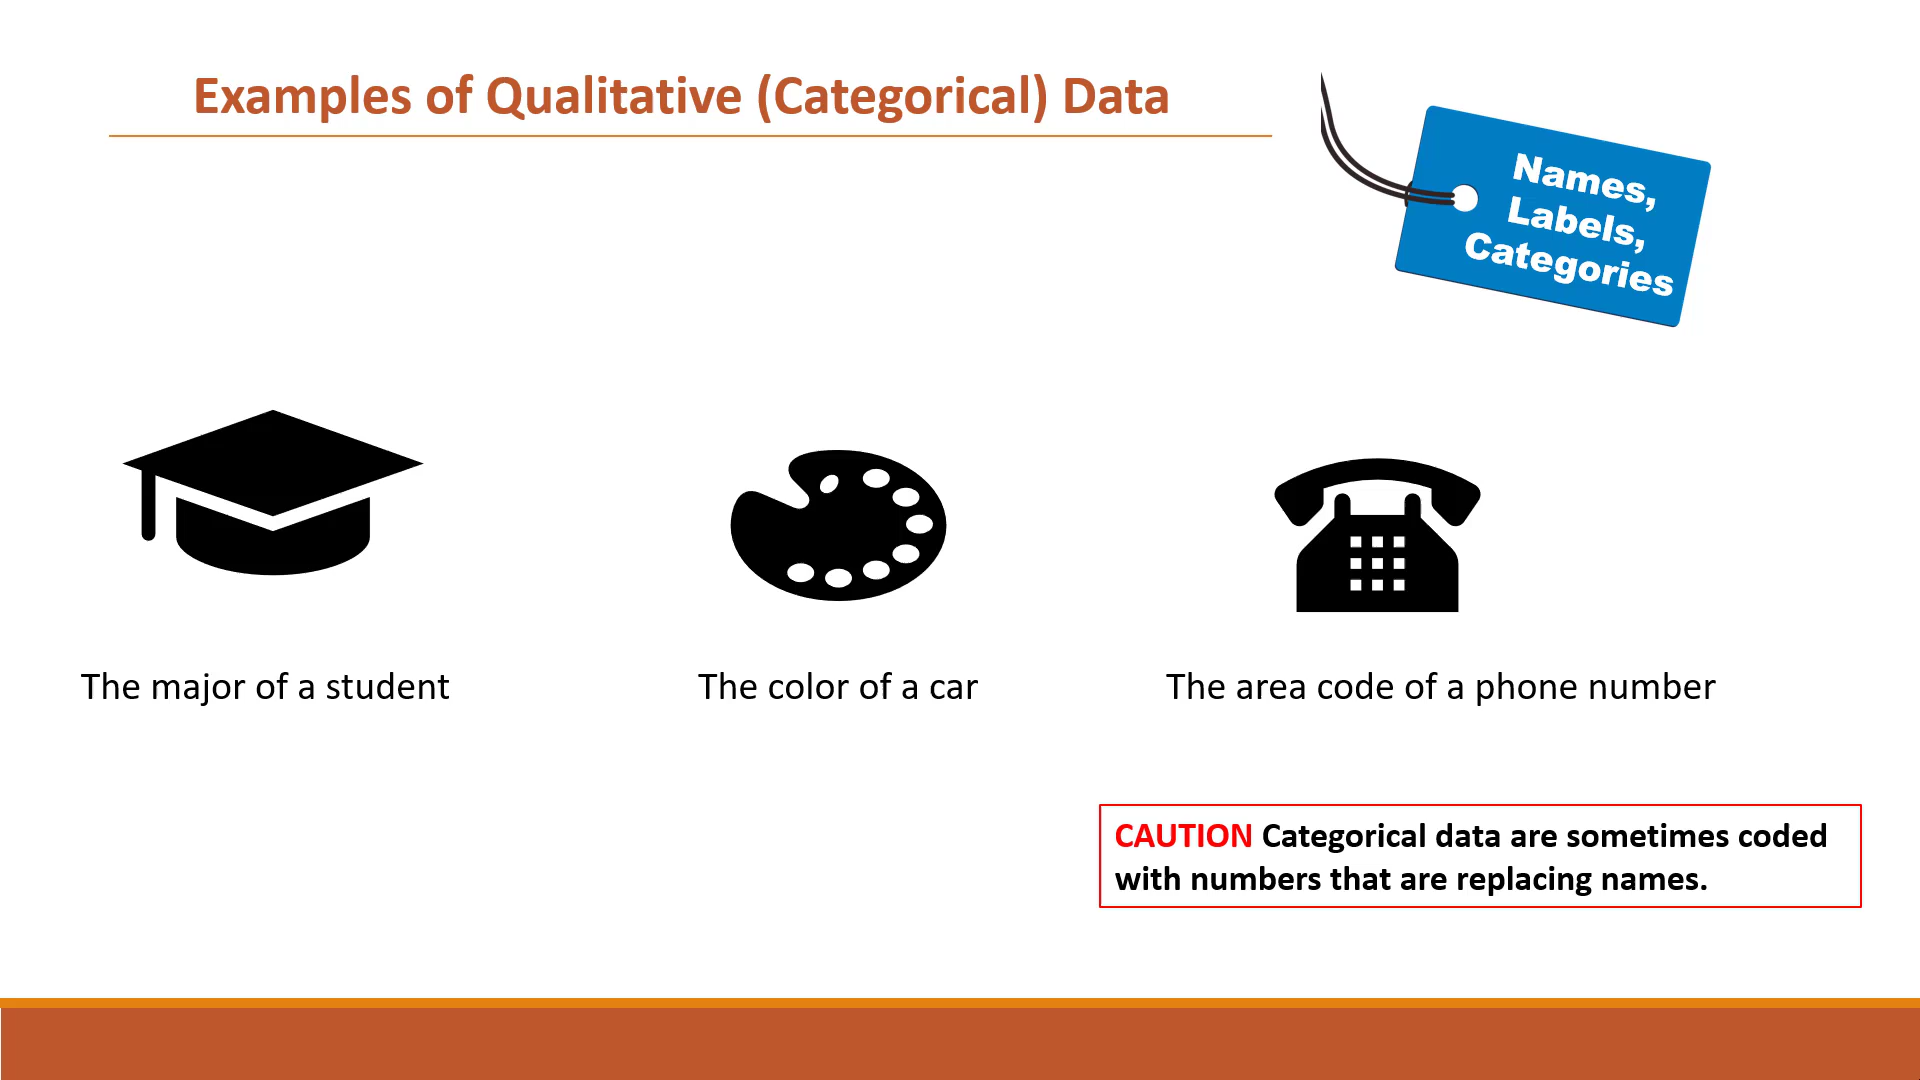 Examples of Qualitative (Categorical) Data
Names,
Labels,
Categories
The major of a student
The color of a car
The area code of a phone number
CAUTION Categorical data are sometimes coded
with numbers that are replacing names.